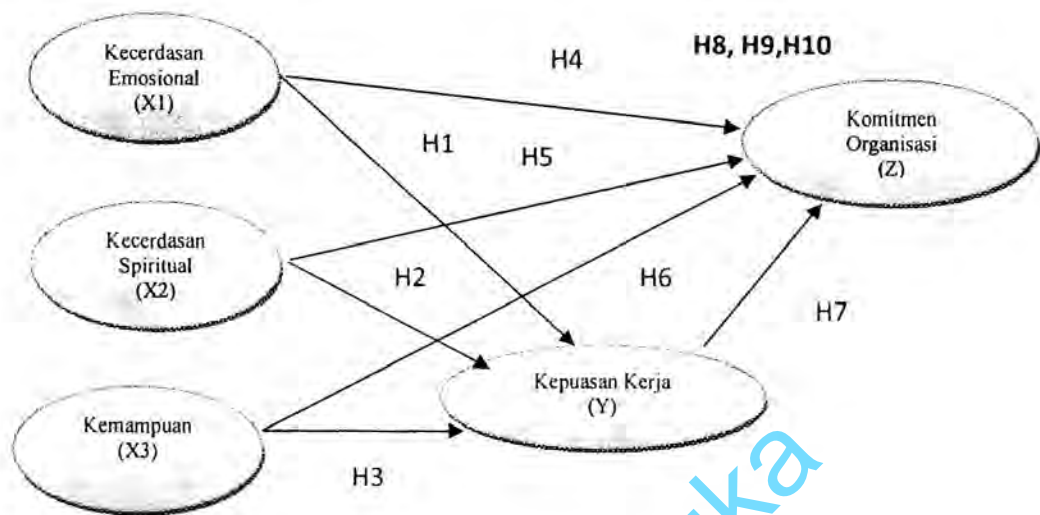 Kecerdasan
Emosional
(X1)
H4
H8, H9,H10
Komitmen
Organisasi
(Z)
H1
H5
Kecerdasan
Spiritual
(X2)
H2
H6
H7
Kepuasan Kerja
(Y)
Kemampuan
(X3)
H3